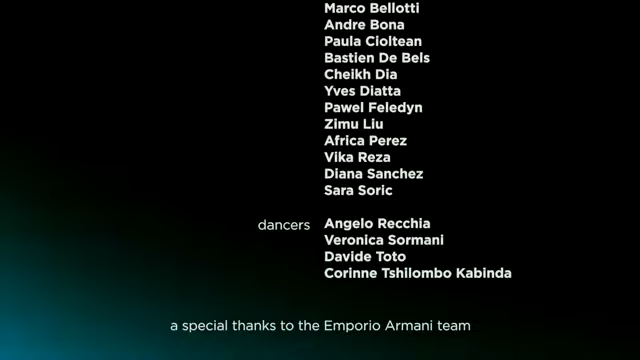 Marco Bellotti
Andre Bona
Paula Cioltean
Bastien De Bels
Cheikh Dia
Yves Diatta
Pawel Feledyn
Zimu Liu
Africa Perez
Vika Reza
Diana Sanchez
Sara Soric
dancers Angelo Recchia
Veronica Sormani
Davide Toto
Corinne Tshilombo Kabinda
a special thanks to the Emporio Armani team